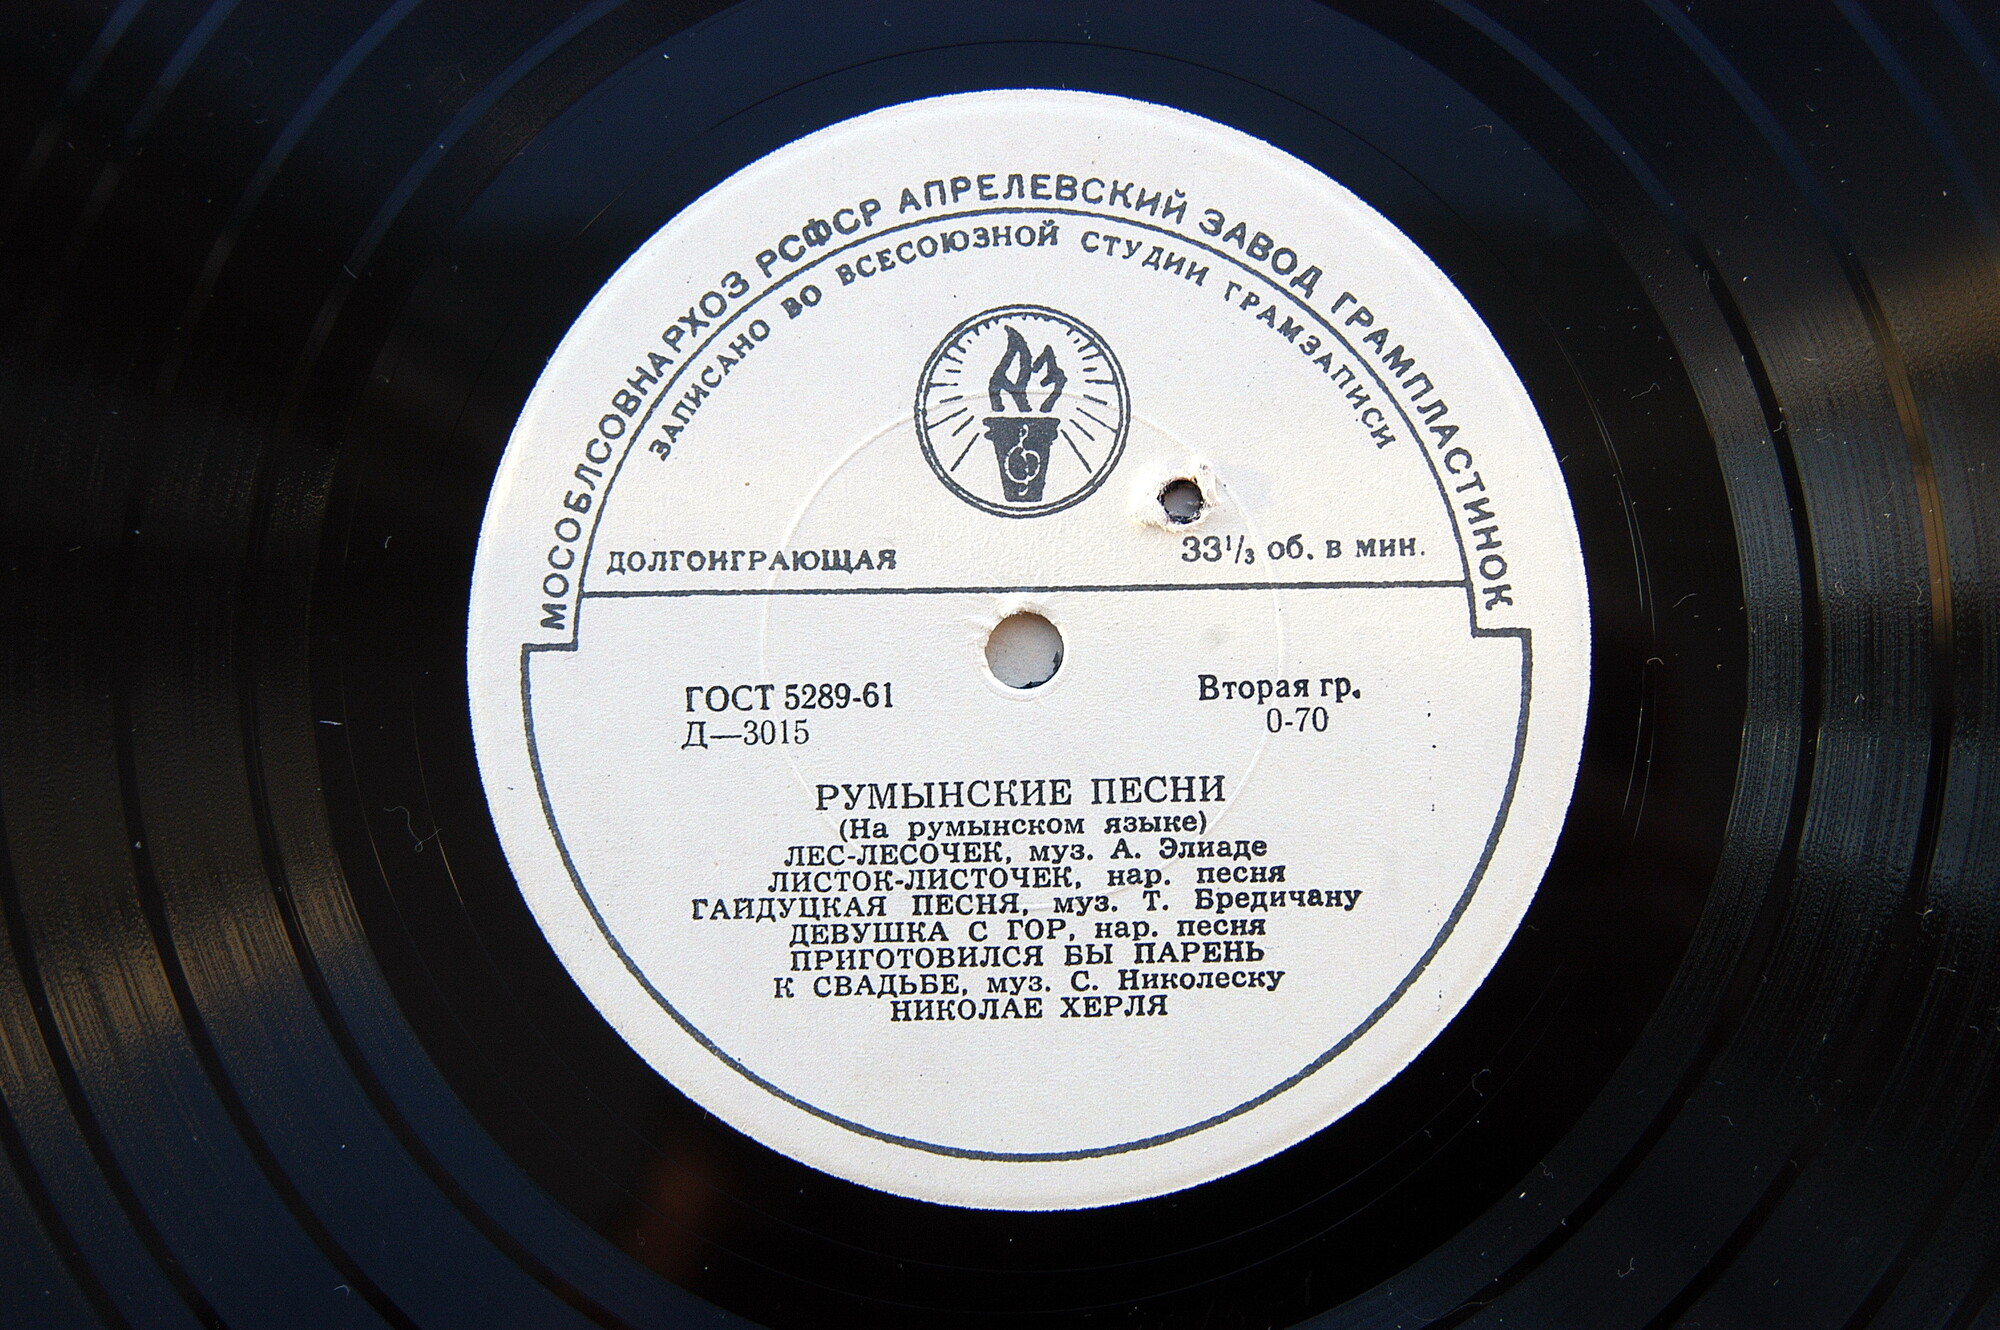 МОСОБЛСОВНАРХОЗ РСФСР АПРЕЛЕВСКИЙ ЗАВОД ГРАМПЛАСТИНОК
ЗАПИСАНО ВО ВСЕСОЮЗНОЙ СТУДИИ ГРАМЗАПИСИ
ДОЛГОИГРАЮЩАЯ
33 1/3 об. в мин.
ГОСТ 5289-61
Д—3015
Вторая гр.
0-70
РУМЫНСКИЕ ПЕСНИ
(На румынском языке)
ЛЕС-ЛЕСОЧЕК, муз. А. Элиаде
ЛИСТОК-ЛИСТОЧЕК, нар. песня
ГАЙДУЦКАЯ ПЕСНЯ, муз. Т. Бредичану
ДЕВУШКА С ГОР, нар. песня
ПРИГОТОВИЛСЯ БЫ ПАРЕНЬ
К СВАДЬБЕ, муз. С. Николеску
НИКОЛАЕ ХЕРЛЯ